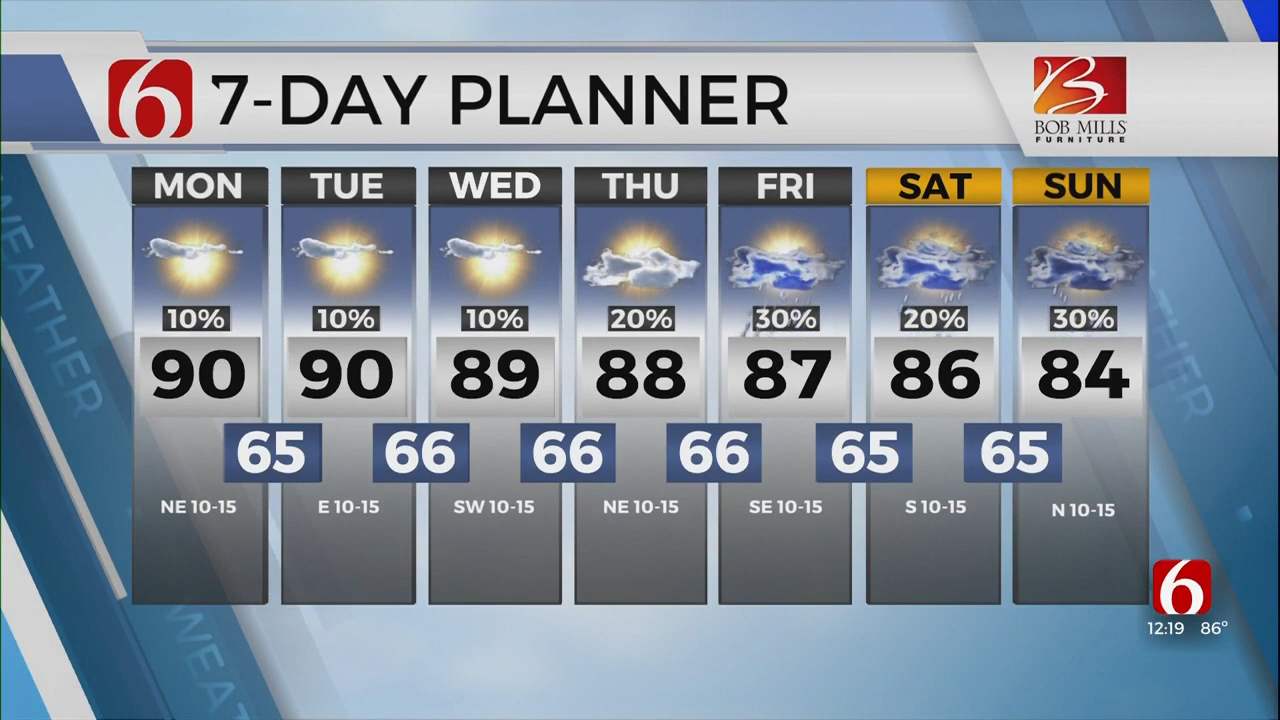 6 7-DAY PLANNER
B
BOB MILLS
FURNITURE
MON TUE WED THU FRI SAT SUN
10% 10% 10% 20% 30% 20% 30%
90 90 89 88 87 86 84
65 66 66 66 65 65
NE 10-15 E 10-15 SW 10-15 NE 10-15 SE 10-15 S 10-15 N 10-15
6
12:19 86°
WEATHER
WEAT